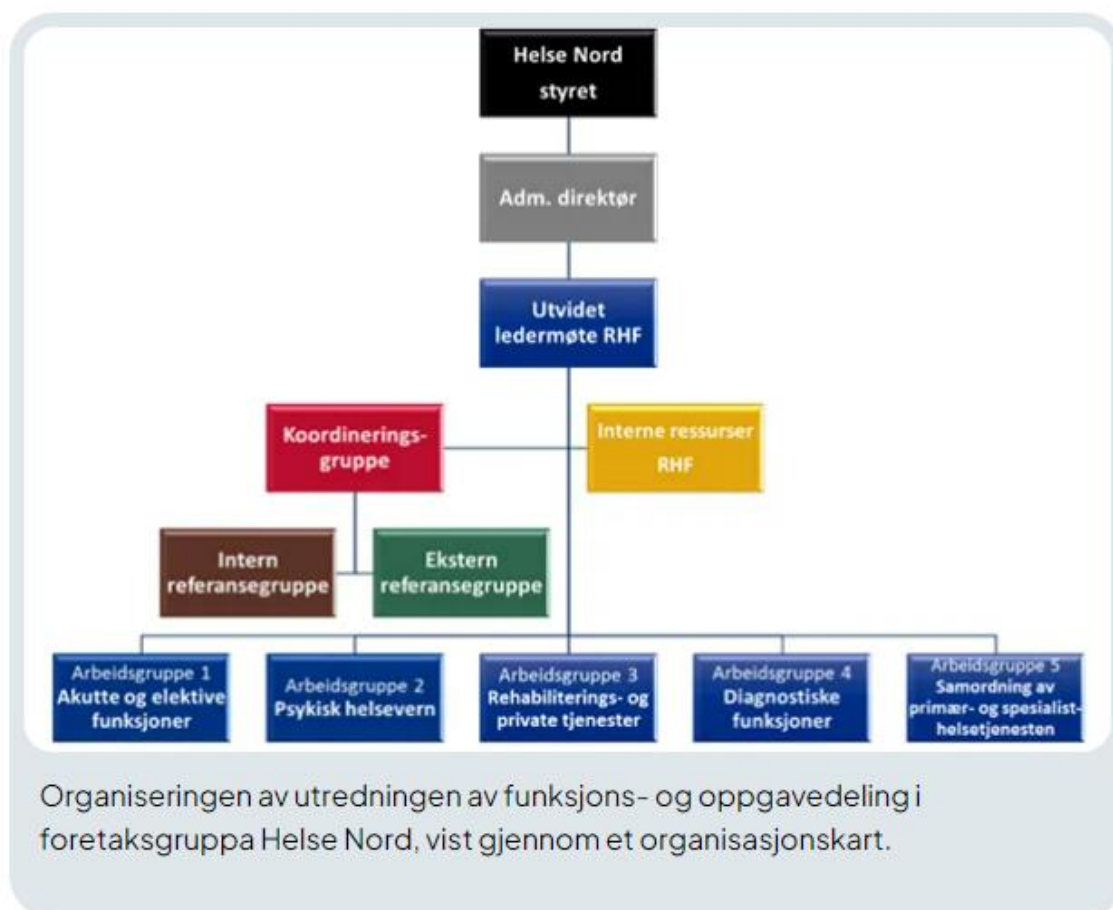 Helse Nord
styret
Adm. direktør
Utvidet
ledermøte RHF
Koordinerings-
gruppe
Interne ressurser
RHF
Intern
referansegruppe
Ekstern
referansegruppe
Arbeidsgruppe 1
Akutte og elektive
funksjoner
Arbeidsgruppe 2
Psykisk helsevern
Arbeidsgruppe 3
Rehabiliterings- og
private tjenester
Arbeidsgruppe 4
Diagnostiske
funksjoner
Arbeidsgruppe 5
Samordning av
primær- og spesialist-
helsetjenesten
Organiseringen av utredningen av funksjons- og oppgavedeling i
foretaksgruppa Helse Nord, vist gjennom et organisasjonskart.